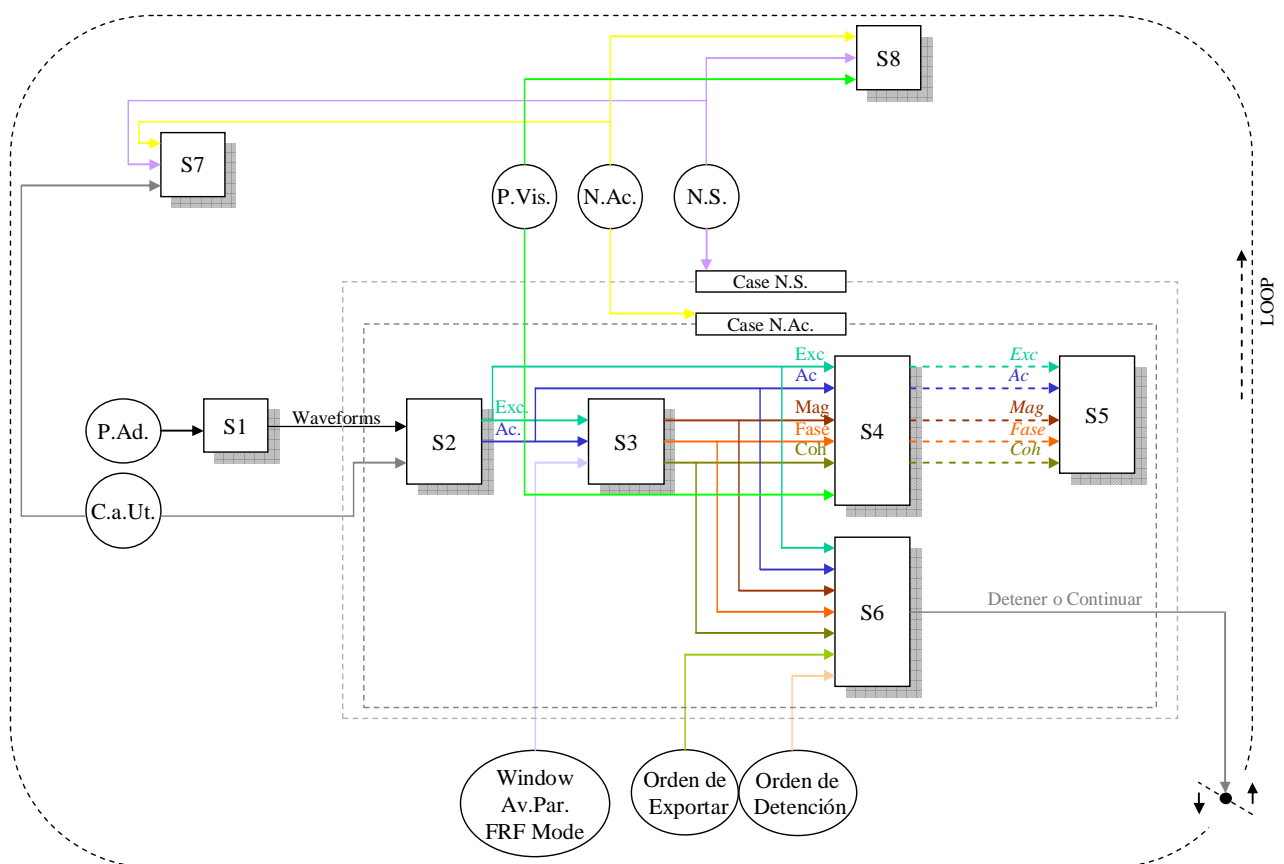 S8
S7
P.Vis.
N.Ac.
N.S.
Case N.S.
LOOP
Case N.Ac.
Exc
Exc
Ac
Ac
P.Ad.
S1
Waveforms
S2
Exc.
Ac.
S3
Mag
Fase
Coh
S4
Mag
Fase
Coh
S5
C.a.Ut.
S6
Detener o Continuar
Window
Av.Par.
FRF Mode
Orden de
Exportar
Orden de
Detención